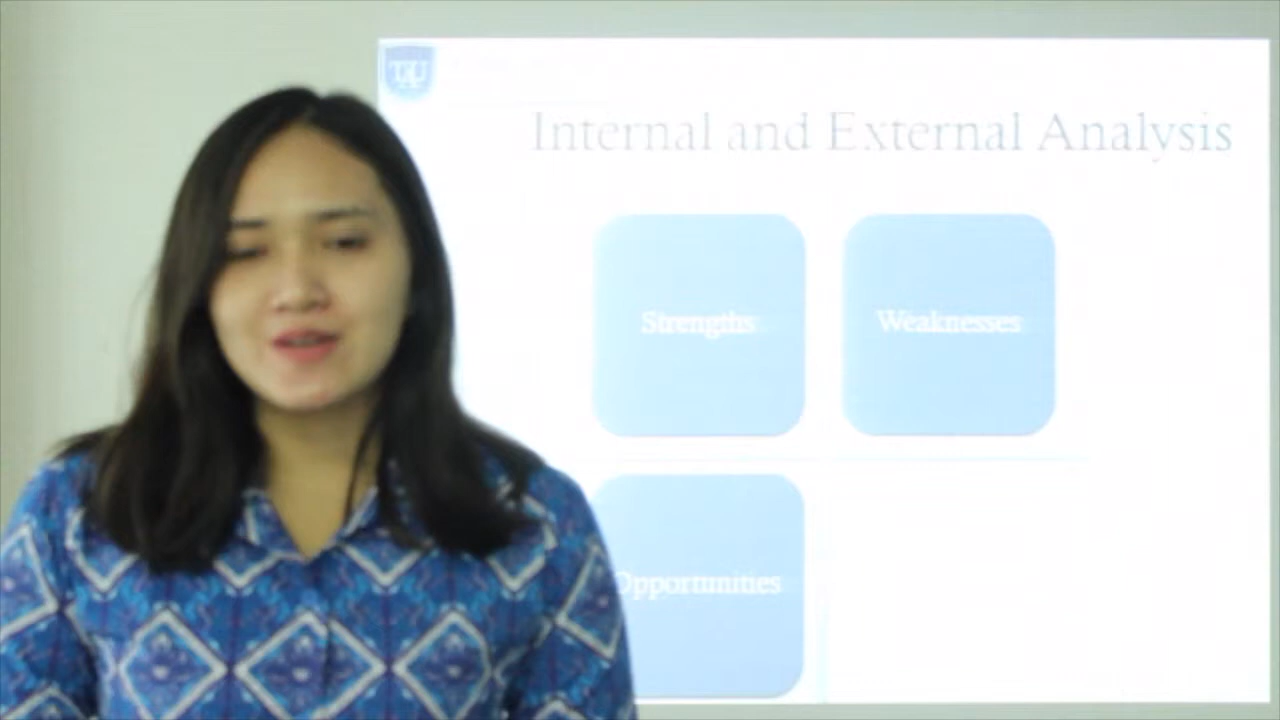 Internal and External Analysis
Strengths
Weaknesses
Opportunities